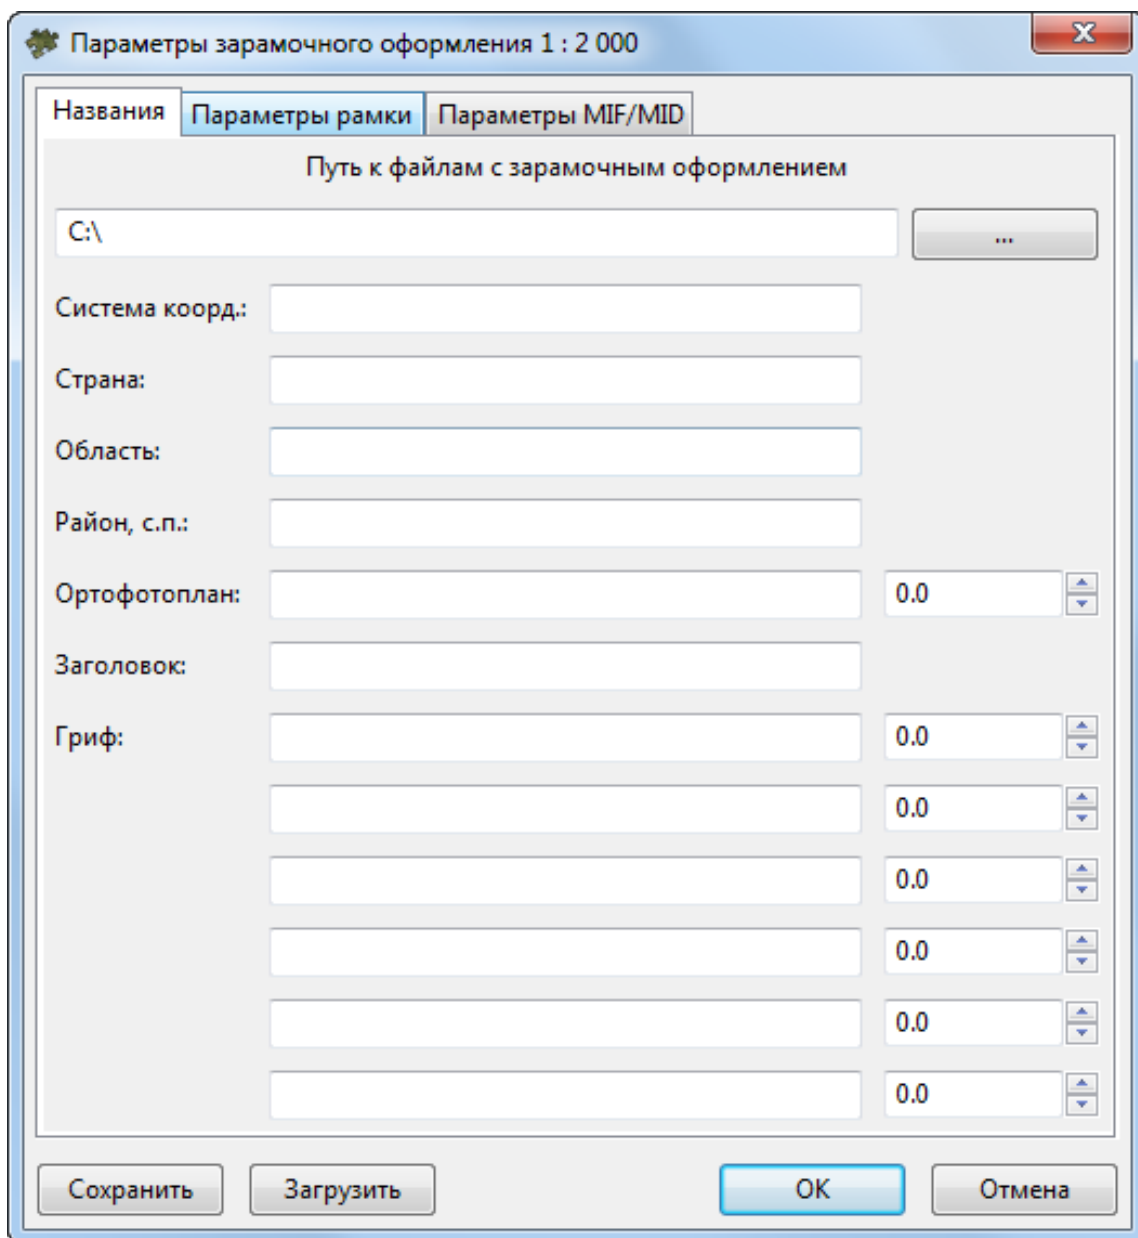 Параметры зарамочного оформления 1 : 2 000
Названия Параметры рамки Параметры MIF/MID
Путь к файлам с зарамочным оформлением
C:\ ...
Система коорд.:
Страна:
Область:
Район, с.п.:
Ортофотоплан: 0.0
Заголовок:
Гриф: 0.0
0.0
0.0
0.0
0.0
0.0
Сохранить Загрузить OK Отмена